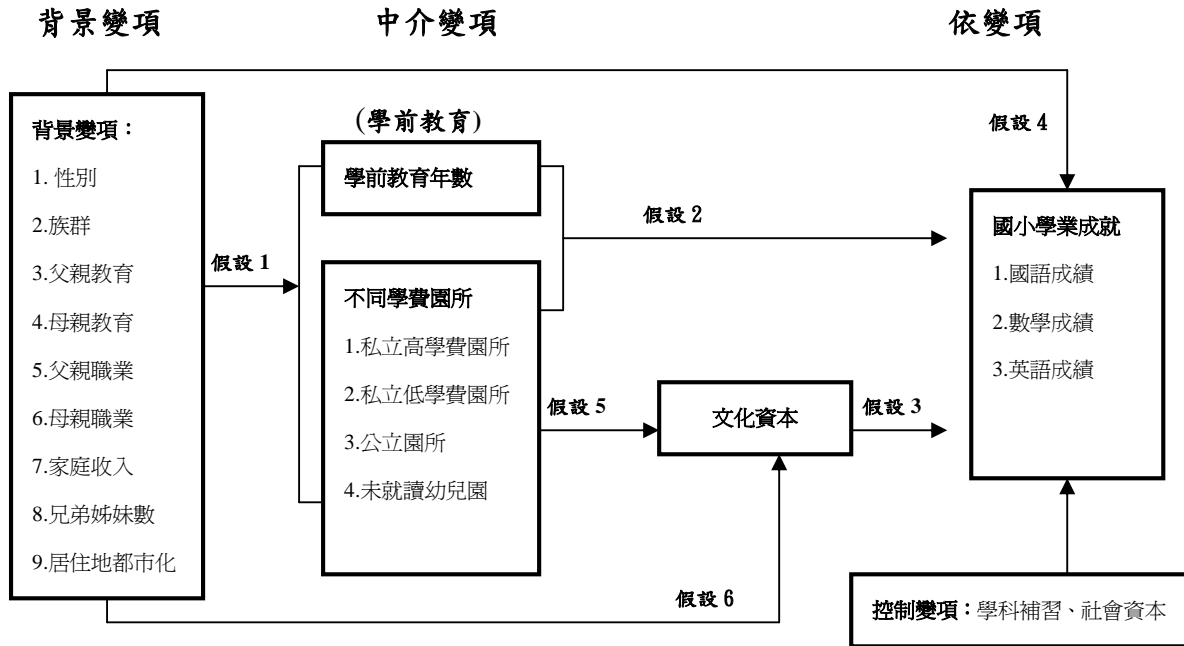 背景變項
中介變項
依變項
背景變項：
1. 性別
2.族群
3.父親教育
4.母親教育
5.父親職業
6.母親職業
7.家庭收入
8.兄弟姊妹數
9.居住地都市化
假設 1
(學前教育)
學前教育年數
不同學費園所
1.私立高學費園所
2.私立低學費園所
3.公立園所
4.未就讀幼兒園
假設 2
假設 5
文化資本
假設 3
假設 4
國小學業成就
1.國語成績
2.數學成績
3.英語成績
假設 6
控制變項：學科補習、社會資本